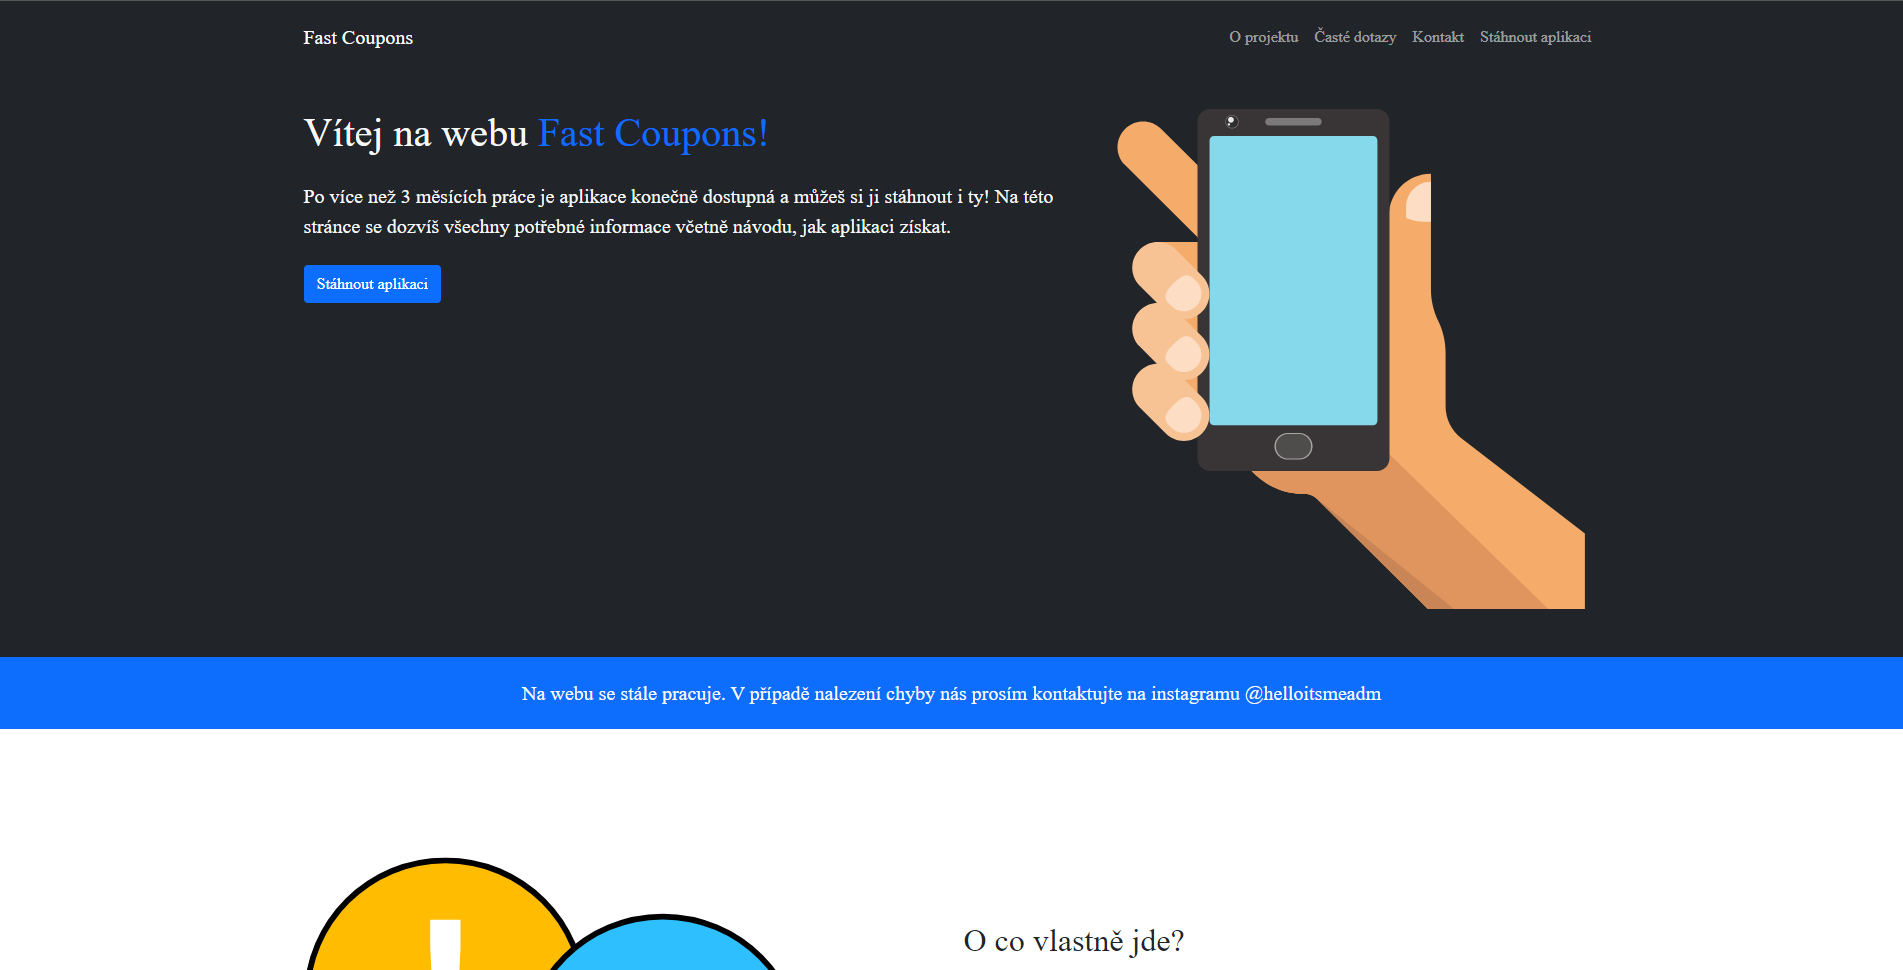 Fast Coupons
O projektu Časté dotazy Kontakt Stáhnout aplikaci
Vítej na webu Fast Coupons!
Po více než 3 měsících práce je aplikace konečně dostupná a můžeš si ji stáhnout i ty! Na této
stránce se dozvíš všechny potřebné informace včetně návodu, jak aplikaci získat.
Stáhnout aplikaci
Na webu se stále pracuje. V případě nalezení chyby nás prosím kontaktujte na instagramu @helloitsmeadm
!
O co vlastně jde?